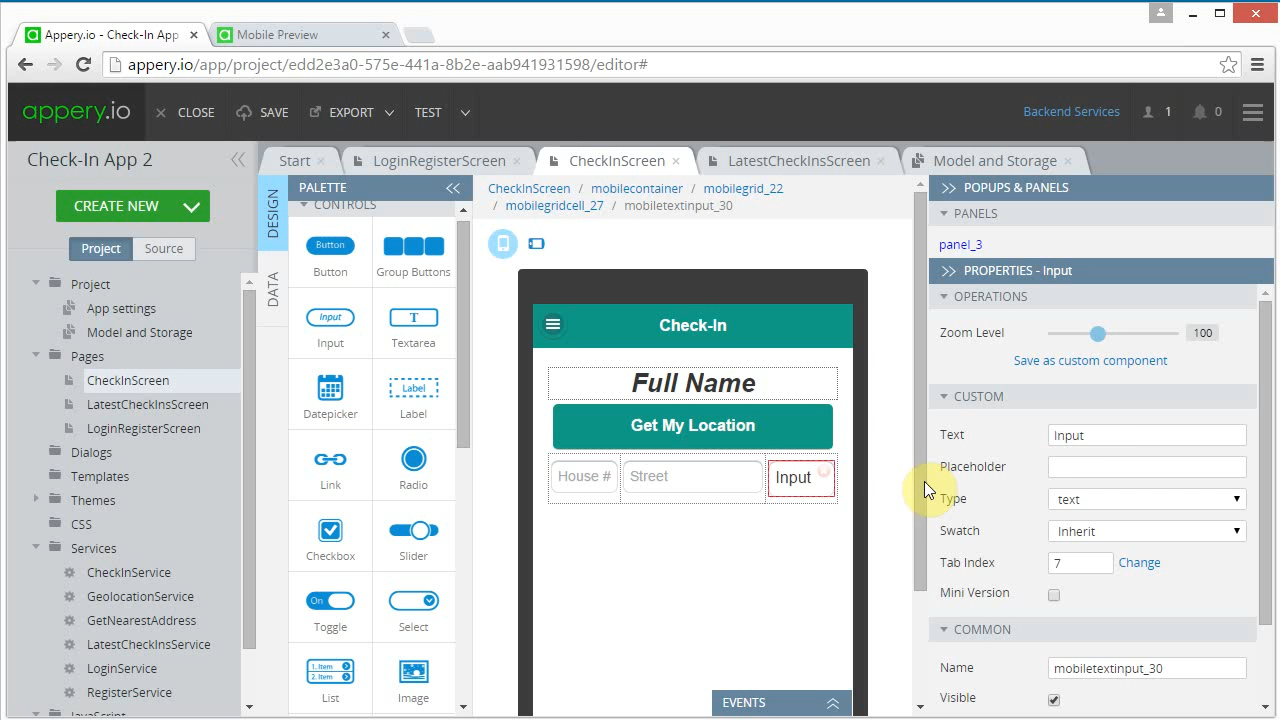 Appery.io - Check-In App
Mobile Preview
appery.io/app/project/edd2e3a0-575e-441a-8b2e-aab941931598/editor#
appery.io
CLOSE
SAVE
EXPORT
TEST
Backend Services
1
0
Check-In App 2
Start
LoginRegisterScreen
CheckInScreen
LatestCheckInsScreen
Model and Storage
CREATE NEW
Project
Source
Project
App settings
Model and Storage
Pages
CheckInScreen
LatestCheckInsScreen
LoginRegisterScreen
Dialogs
Templates
Themes
CSS
Services
CheckInService
GeolocationService
GetNearestAddress
LatestCheckInsService
LoginService
RegisterService
JavaScript
DESIGN
DATA
PALETTE
CONTROLS
Button
Button
Group Buttons
Input
Input
T
Textarea
Datepicker
Label
Label
Link
Radio
Checkbox
Slider
On
Toggle
Select
1. Item
2. Item
List
Image
CheckInScreen / mobilecontainer / mobilegrid_22
/ mobilegridcell_27 / mobiletextinput_30
Check-In
Full Name
Get My Location
House #
Street
Input
EVENTS
POPUPS & PANELS
PANELS
panel_3
PROPERTIES - Input
OPERATIONS
Zoom Level
100
Save as custom component
CUSTOM
Text
Input
Placeholder
Type
text
Swatch
Inherit
Tab Index
7
Change
Mini Version
COMMON
Name
mobiletextinput_30
Visible